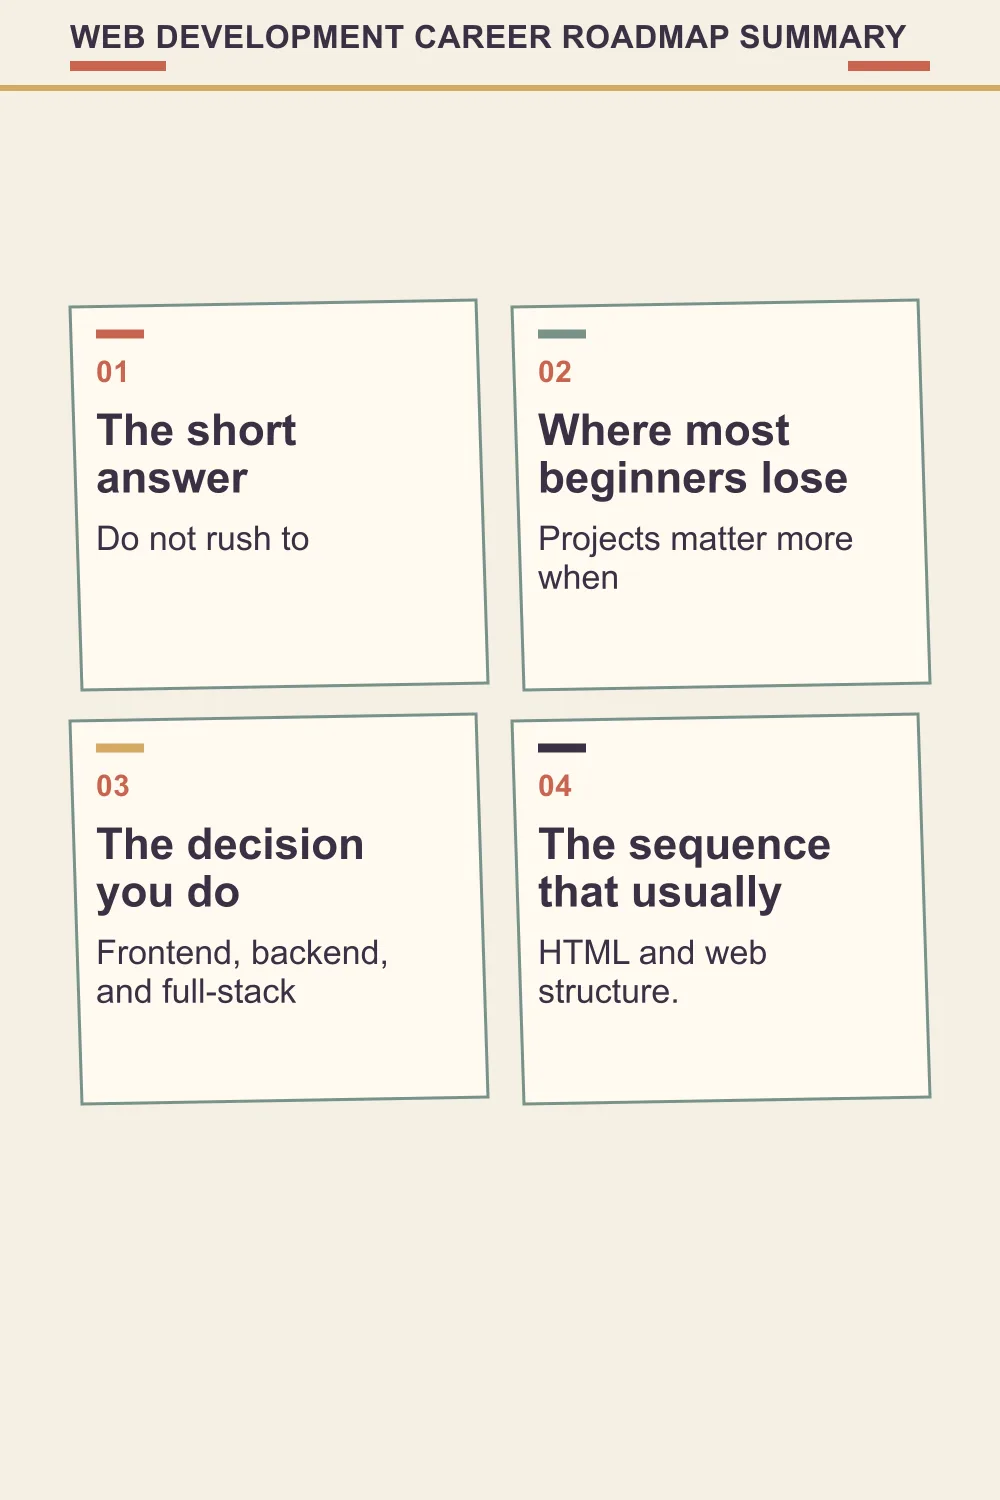 WEB DEVELOPMENT CAREER ROADMAP SUMMARY
01
The short
answer
Do not rush to
02
Where most
beginners lose
Projects matter more
when
03
The decision
you do
Frontend, backend,
and full-stack
04
The sequence
that usually
HTML and web
structure.